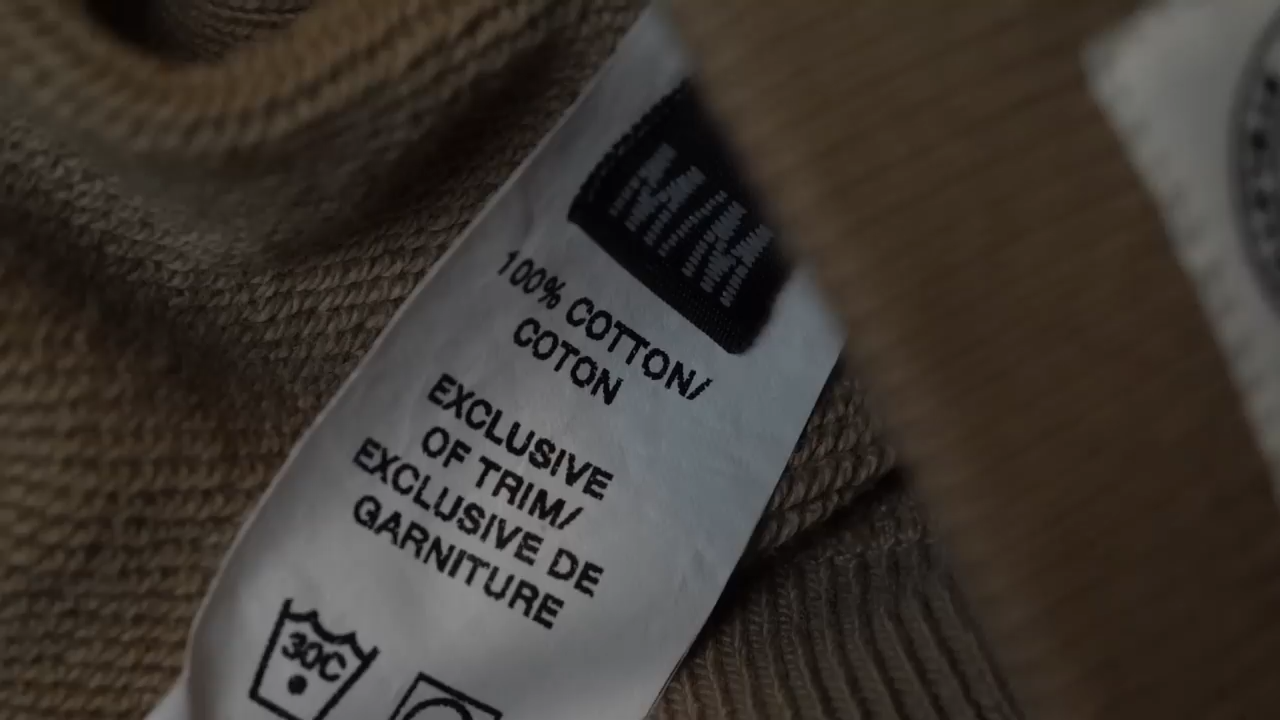 M/M
100% COTTON/
COTON
EXCLUSIVE
OF TRIM/
EXCLUSIVE DE
GARNITURE
30C